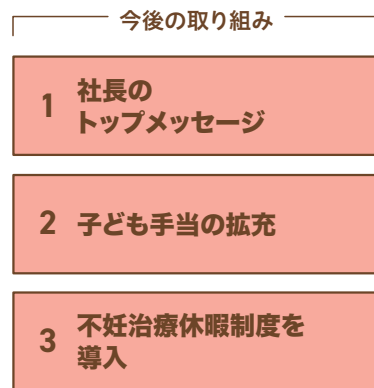 今後の取り組み
1 社長の
トップメッセージ
2 子ども手当の拡充
3 不妊治療休暇制度を
導入